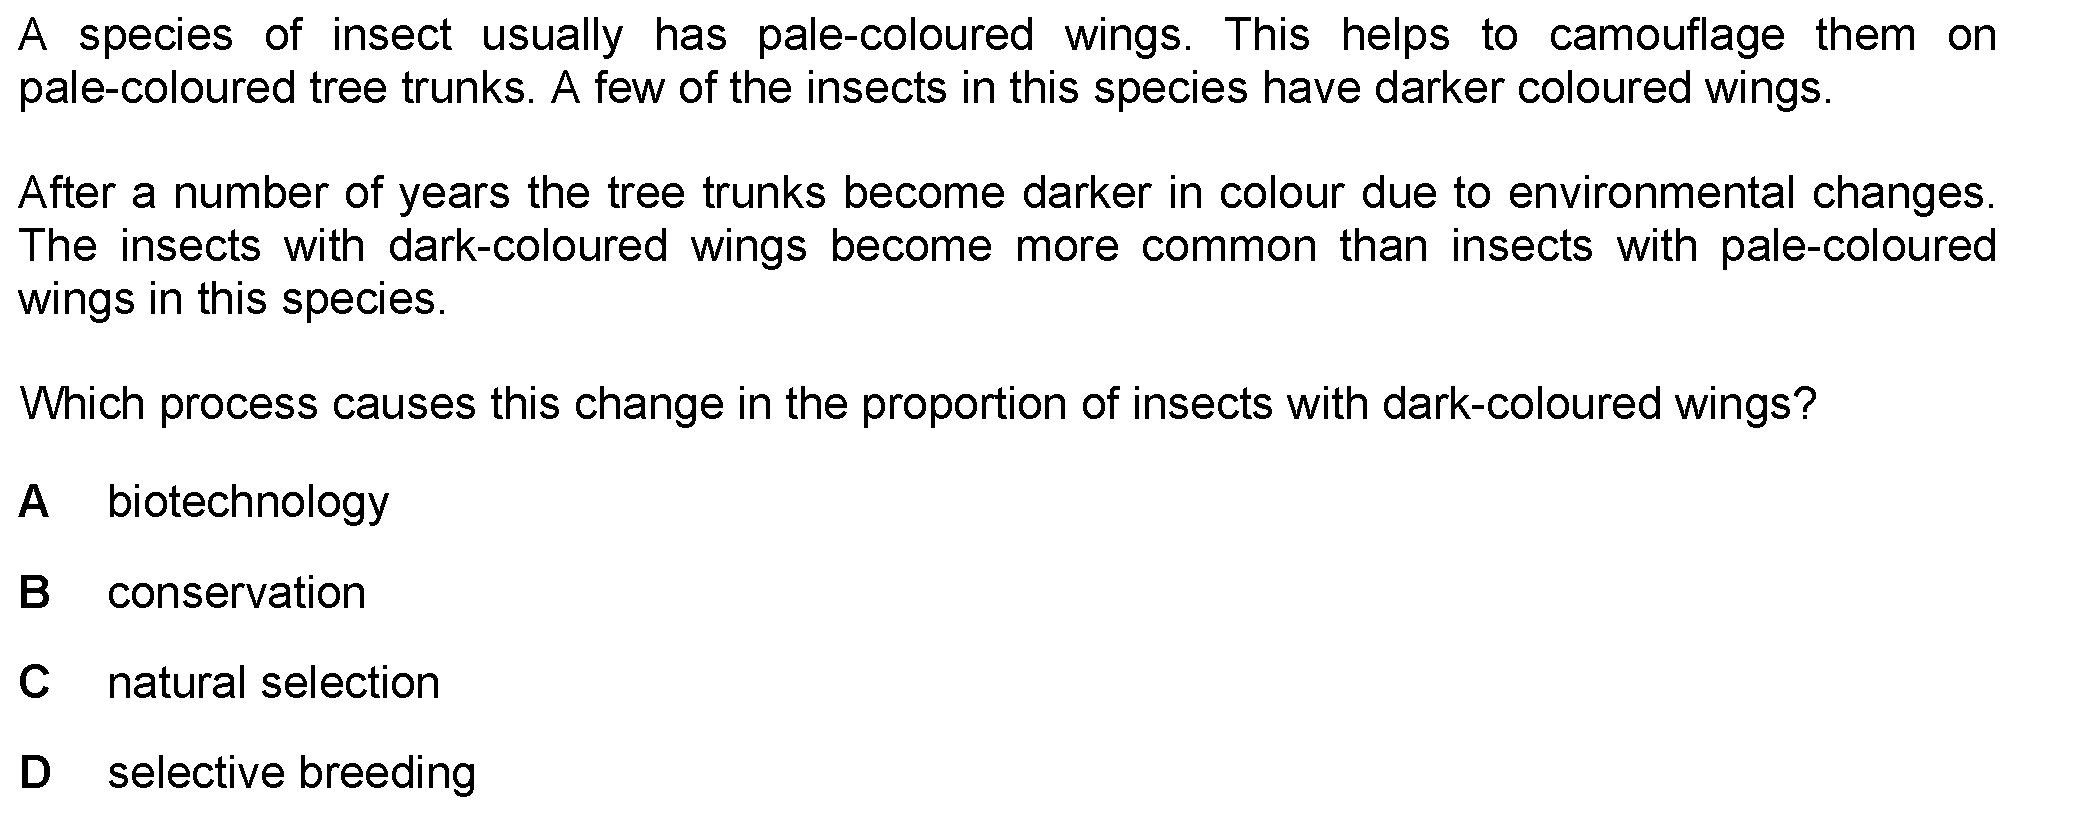 A species of insect usually has pale-coloured wings. This helps to camouflage them on
pale-coloured tree trunks. A few of the insects in this species have darker coloured wings.
After a number of years the tree trunks become darker in colour due to environmental changes.
The insects with dark-coloured wings become more common than insects with pale-coloured
wings in this species.
Which process causes this change in the proportion of insects with dark-coloured wings?
A biotechnology
B conservation
C natural selection
D selective breeding